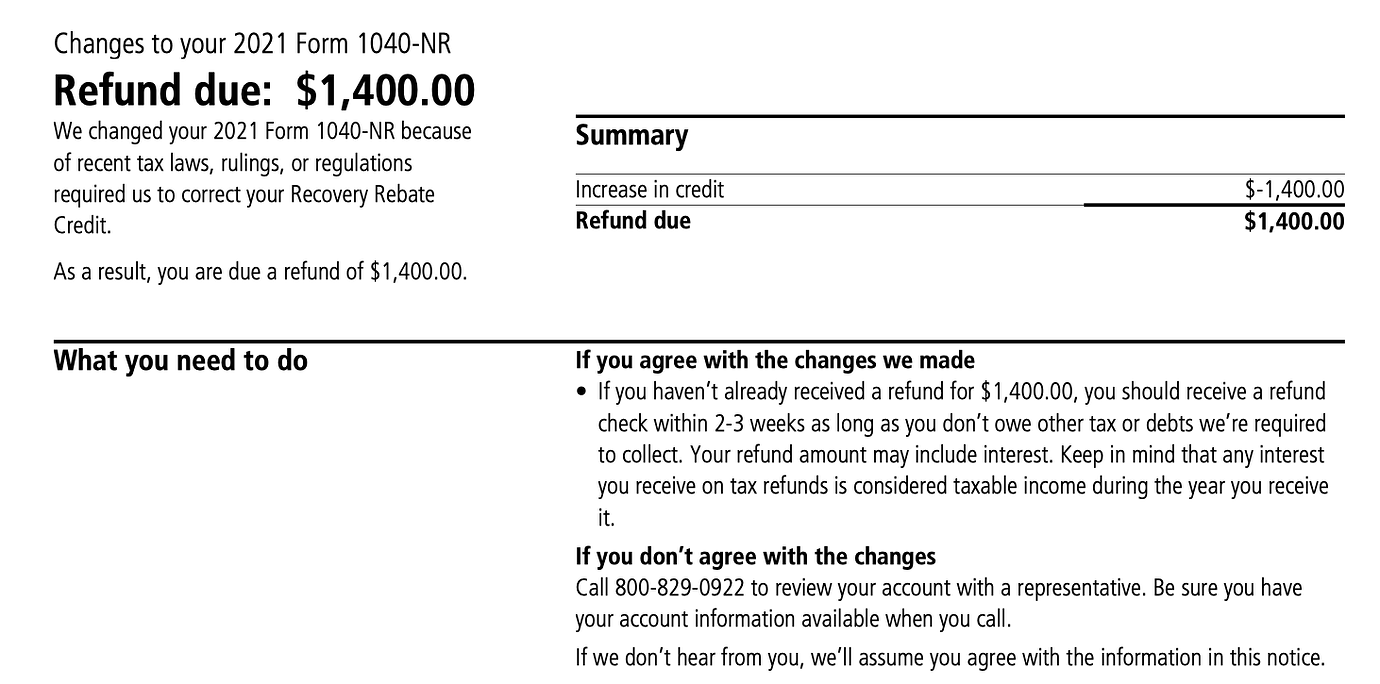 Changes to your 2021 Form 1040-NR
Refund due: $1,400.00
We changed your 2021 Form 1040-NR because
of recent tax laws, rulings, or regulations
required us to correct your Recovery Rebate
Credit.
As a result, you are due a refund of $1,400.00.
Summary
Increase in credit $-1,400.00
Refund due $1,400.00
What you need to do
If you agree with the changes we made
• If you haven’t already received a refund for $1,400.00, you should receive a refund
check within 2-3 weeks as long as you don’t owe other tax or debts we’re required
to collect. Your refund amount may include interest. Keep in mind that any interest
you receive on tax refunds is considered taxable income during the year you receive
it.
If you don’t agree with the changes
Call 800-829-0922 to review your account with a representative. Be sure you have
your account information available when you call.
If we don’t hear from you, we’ll assume you agree with the information in this notice.